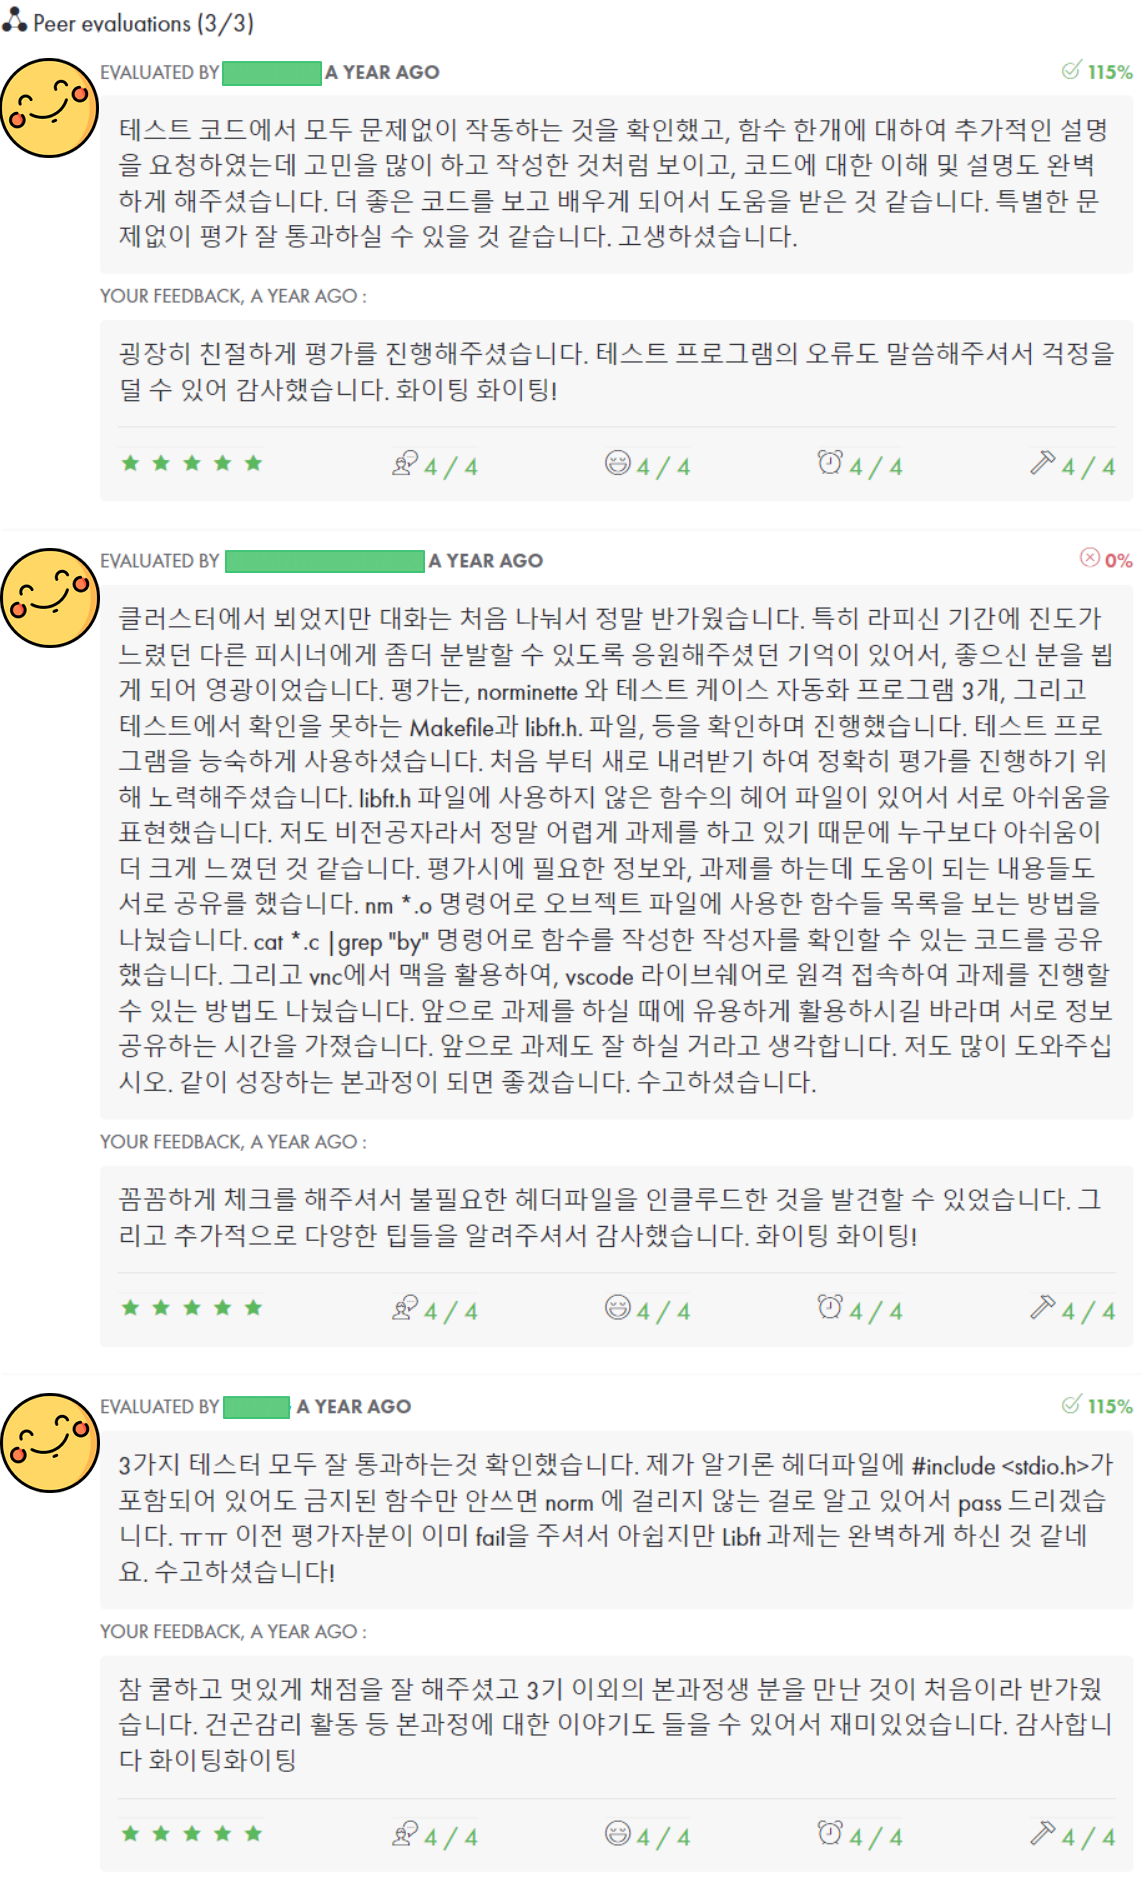 Peer evaluations (3/3)
EVALUATED BY A YEAR AGO 115%
테스트 코드에서 모두 문제없이 작동하는 것을 확인했고, 함수 한개에 대하여 추가적인 설명
을 요청하였는데 고민을 많이 하고 작성한 것처럼 보이고, 코드에 대한 이해 및 설명도 완벽
하게 해주셨습니다. 더 좋은 코드를 보고 배우게 되어서 도움을 받은 것 같습니다. 특별한 문
제없이 평가 잘 통과하실 수 있을 것 같습니다. 고생하셨습니다.
YOUR FEEDBACK, A YEAR AGO :
굉장히 친절하게 평가를 진행해주셨습니다. 테스트 프로그램의 오류도 말씀해주셔서 걱정을
덜 수 있어 감사했습니다. 화이팅 화이팅!
★ ★ ★ ★ ★ 4 / 4 4 / 4 4 / 4 4 / 4
EVALUATED BY A YEAR AGO 0%
클러스터에서 뵈었지만 대화는 처음 나눠서 정말 반가웠습니다. 특히 라피신 기간에 진도가
느렸던 다른 피시너에게 좀더 분발할 수 있도록 응원해주셨던 기억이 있어서, 좋으신 분을 뵙
게 되어 영광이었습니다. 평가는, norminette 와 테스트 케이스 자동화 프로그램 3개, 그리고
테스트에서 확인을 못하는 Makefile과 libft.h. 파일, 등을 확인하며 진행했습니다. 테스트 프로
그램을 능숙하게 사용하셨습니다. 처음 부터 새로 내려받기 하여 정확히 평가를 진행하기 위
해 노력해주셨습니다. libft.h 파일에 사용하지 않은 함수의 헤어 파일이 있어서 서로 아쉬움을
표현했습니다. 저도 비전공자라서 정말 어렵게 과제를 하고 있기 때문에 누구보다 아쉬움이
더 크게 느꼈던 것 같습니다. 평가시에 필요한 정보와, 과제를 하는데 도움이 되는 내용들도
서로 공유를 했습니다. nm *.o 명령어로 오브젝트 파일에 사용한 함수들 목록을 보는 방법을
나눴습니다. cat *.c |grep "by" 명령어로 함수를 작성한 작성자를 확인할 수 있는 코드를 공유
했습니다. 그리고 vnc에서 맥을 활용하여, vscode 라이브쉐어로 원격 접속하여 과제를 진행할
수 있는 방법도 나눴습니다. 앞으로 과제를 하실 때에 유용하게 활용하시길 바라며 서로 정보
공유하는 시간을 가졌습니다. 앞으로 과제도 잘 하실 거라고 생각합니다. 저도 많이 도와주십
시오. 같이 성장하는 본과정이 되면 좋겠습니다. 수고하셨습니다.
YOUR FEEDBACK, A YEAR AGO :
꼼꼼하게 체크를 해주셔서 불필요한 헤더파일을 인클루드한 것을 발견할 수 있었습니다. 그
리고 추가적으로 다양한 팁들을 알려주셔서 감사했습니다. 화이팅 화이팅!
★ ★ ★ ★ ★ 4 / 4 4 / 4 4 / 4 4 / 4
EVALUATED BY A YEAR AGO 115%
3가지 테스터 모두 잘 통과하는것 확인했습니다. 제가 알기론 헤더파일에 #include <stdio.h>가
포함되어 있어도 금지된 함수만 안쓰면 norm 에 걸리지 않는 걸로 알고 있어서 pass 드리겠습
니다. ㅠㅠ 이전 평가자분이 이미 fail을 주셔서 아쉽지만 Libft 과제는 완벽하게 하신 것 같네
요. 수고하셨습니다!
YOUR FEEDBACK, A YEAR AGO :
참 쿨하고 멋있게 채점을 잘 해주셨고 3기 이외의 본과정생 분을 만난 것이 처음이라 반가웠
습니다. 건곤감리 활동 등 본과정에 대한 이야기도 들을 수 있어서 재미있었습니다. 감사합니
다 화이팅화이팅
★ ★ ★ ★ ★ 4 / 4 4 / 4 4 / 4 4 / 4